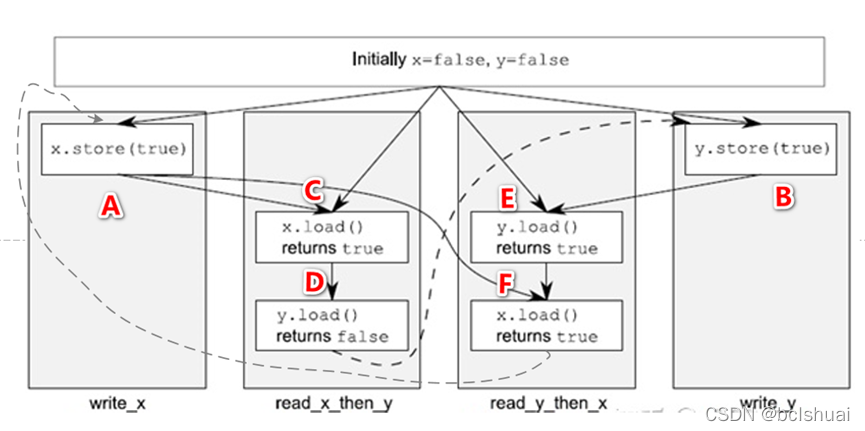 Initially x=false, y=false
x.store(true)
A
C
x.load()
returns true
D
y.load()
returns false
E
y.load()
returns true
F
x.load()
returns true
y.store(true)
B
write_x
read_x_then_y
read_y_then_x
write_y
CSDN @bclshuai